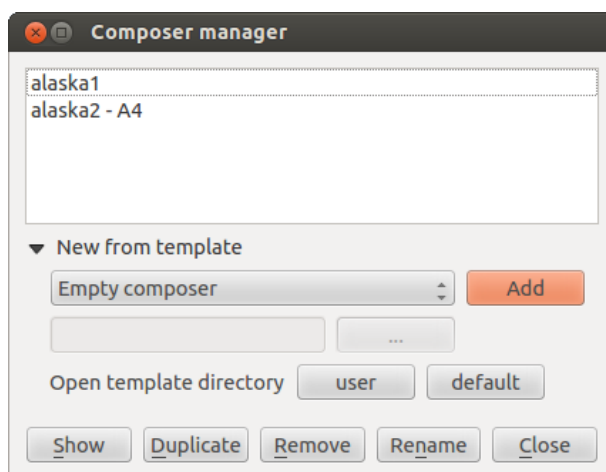 Composer manager
alaska1
alaska2 - A4
New from template
Empty composer Add
...
Open template directory user default
Show Duplicate Remove Rename Close